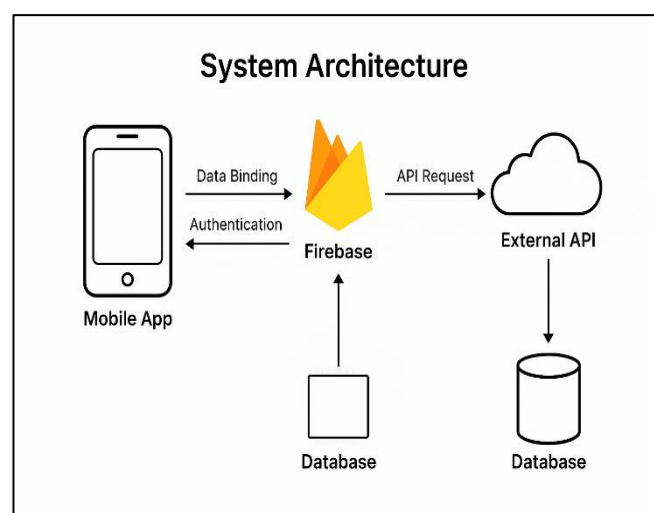 System Architecture
Data Binding
API Request
Authentication
Firebase
External API
Mobile App
Database
Database